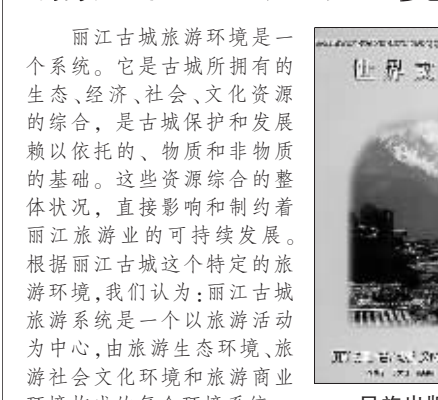 丽江古城旅游环境是一
个系统。它是古城所拥有的
生态、经济、社会、文化资源
的综合，是古城保护和发展
赖以依托的、物质和非物质
的基础。这些资源综合的整
体状况，直接影响和制约着
丽江旅游业的可持续发展。
根据丽江古城这个特定的旅
游环境，我们认为：丽江古城
旅游系统是一个以旅游活动
为中心，由旅游生态环境、旅
游社会文化环境和旅游商业
世界文